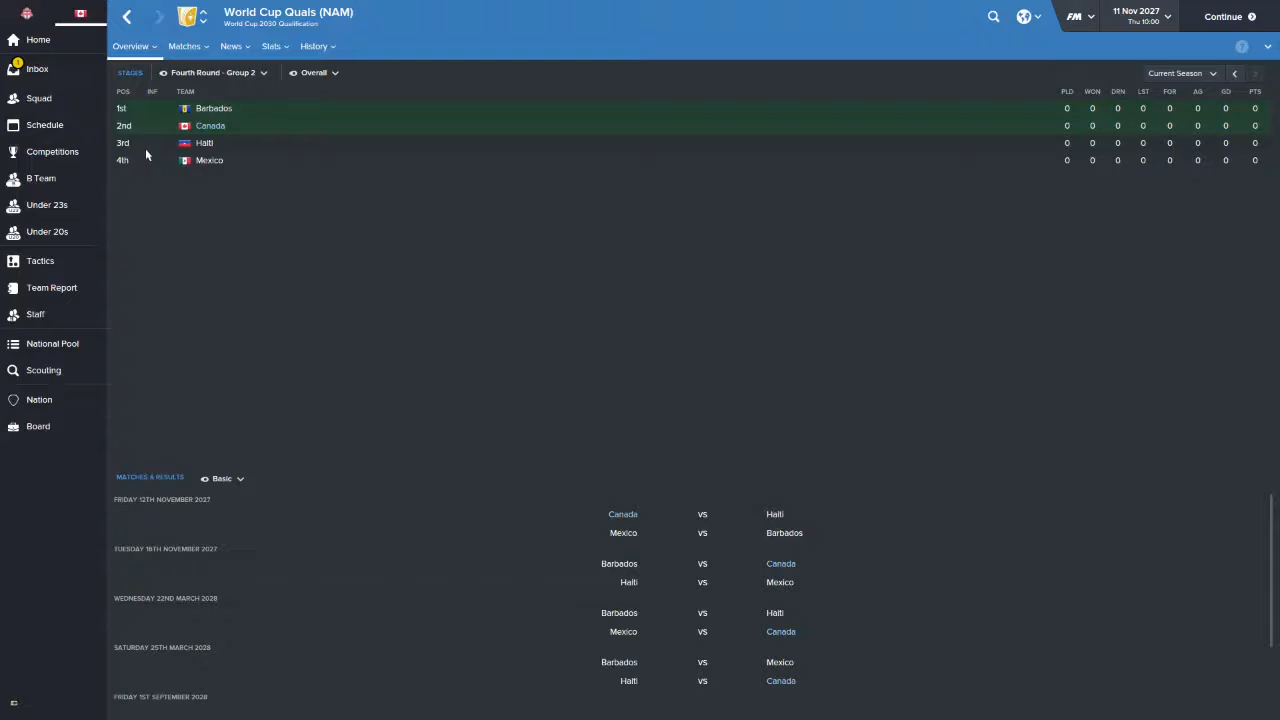 World Cup Quals (NAM)
World Cup 2030 Qualification
FM
11 Nov 2027
Thu 10:00
Continue
Overview
Matches
News
Stats
History
?
Home
1
Inbox
Squad
Schedule
Competitions
B Team
Under 23s
Under 20s
Tactics
Team Report
Staff
National Pool
Scouting
Nation
Board
STAGES Fourth Round - Group 2 Overall Current Season
POS INF TEAM PLD WON DRN LST FOR AG GD PTS
1st Barbados 0 0 0 0 0 0 0 0
2nd Canada 0 0 0 0 0 0 0 0
3rd Haiti 0 0 0 0 0 0 0 0
4th Mexico 0 0 0 0 0 0 0 0
MATCHES & RESULTS Basic
FRIDAY 12TH NOVEMBER 2027
Canada VS Haiti
Mexico VS Barbados
TUESDAY 16TH NOVEMBER 2027
Barbados VS Canada
Haiti VS Mexico
WEDNESDAY 22ND MARCH 2028
Barbados VS Haiti
Mexico VS Canada
SATURDAY 25TH MARCH 2028
Barbados VS Mexico
Haiti VS Canada
FRIDAY 1ST SEPTEMBER 2028